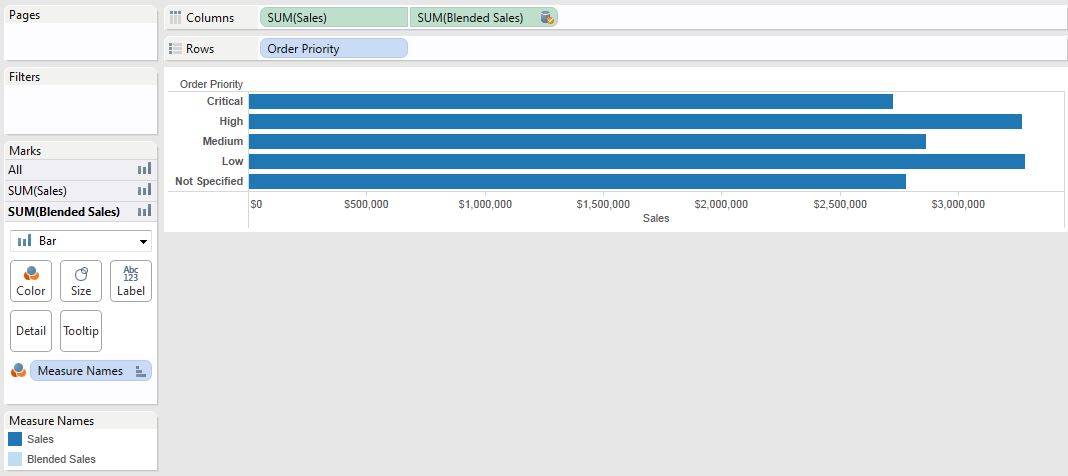 Pages
Columns
SUM(Sales)
SUM(Blended Sales)
Rows
Order Priority
Filters
Marks
All
SUM(Sales)
SUM(Blended Sales)
Bar
Color
Size
Abc
123
Label
Detail
Tooltip
Measure Names
Measure Names
Sales
Blended Sales
Order Priority
Critical
High
Medium
Low
Not Specified
$0 $500,000 $1,000,000 $1,500,000 $2,000,000 $2,500,000 $3,000,000
Sales